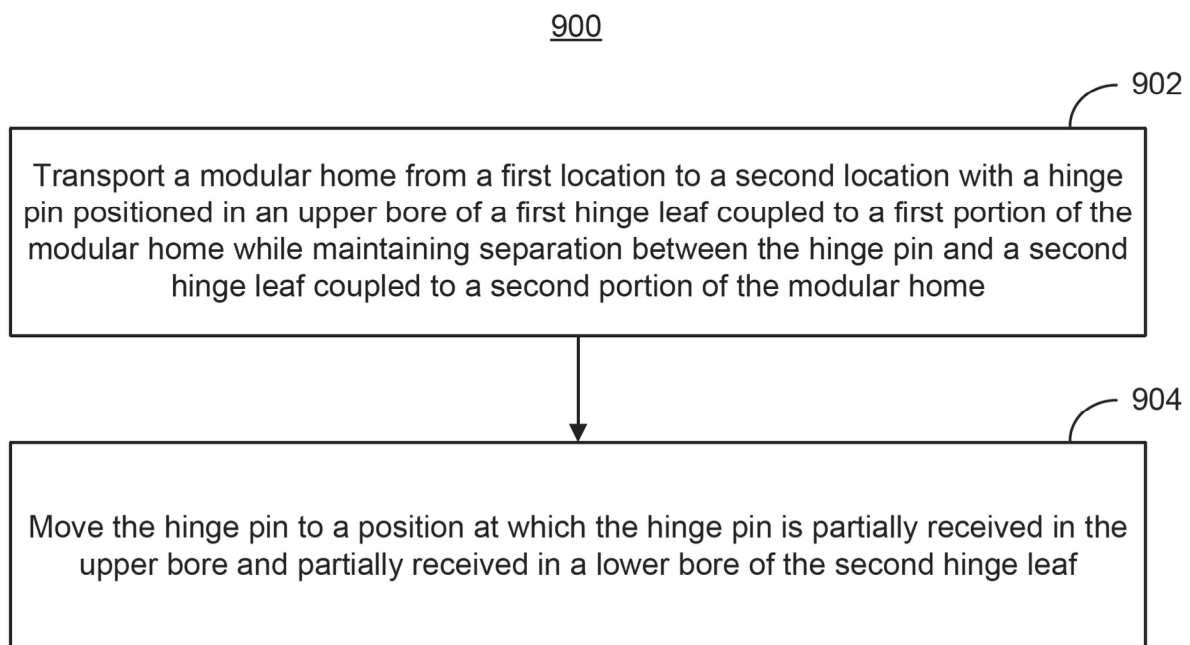 900
902
Transport a modular home from a first location to a second location with a hinge
pin positioned in an upper bore of a first hinge leaf coupled to a first portion of the
modular home while maintaining separation between the hinge pin and a second
hinge leaf coupled to a second portion of the modular home
904
Move the hinge pin to a position at which the hinge pin is partially received in the
upper bore and partially received in a lower bore of the second hinge leaf